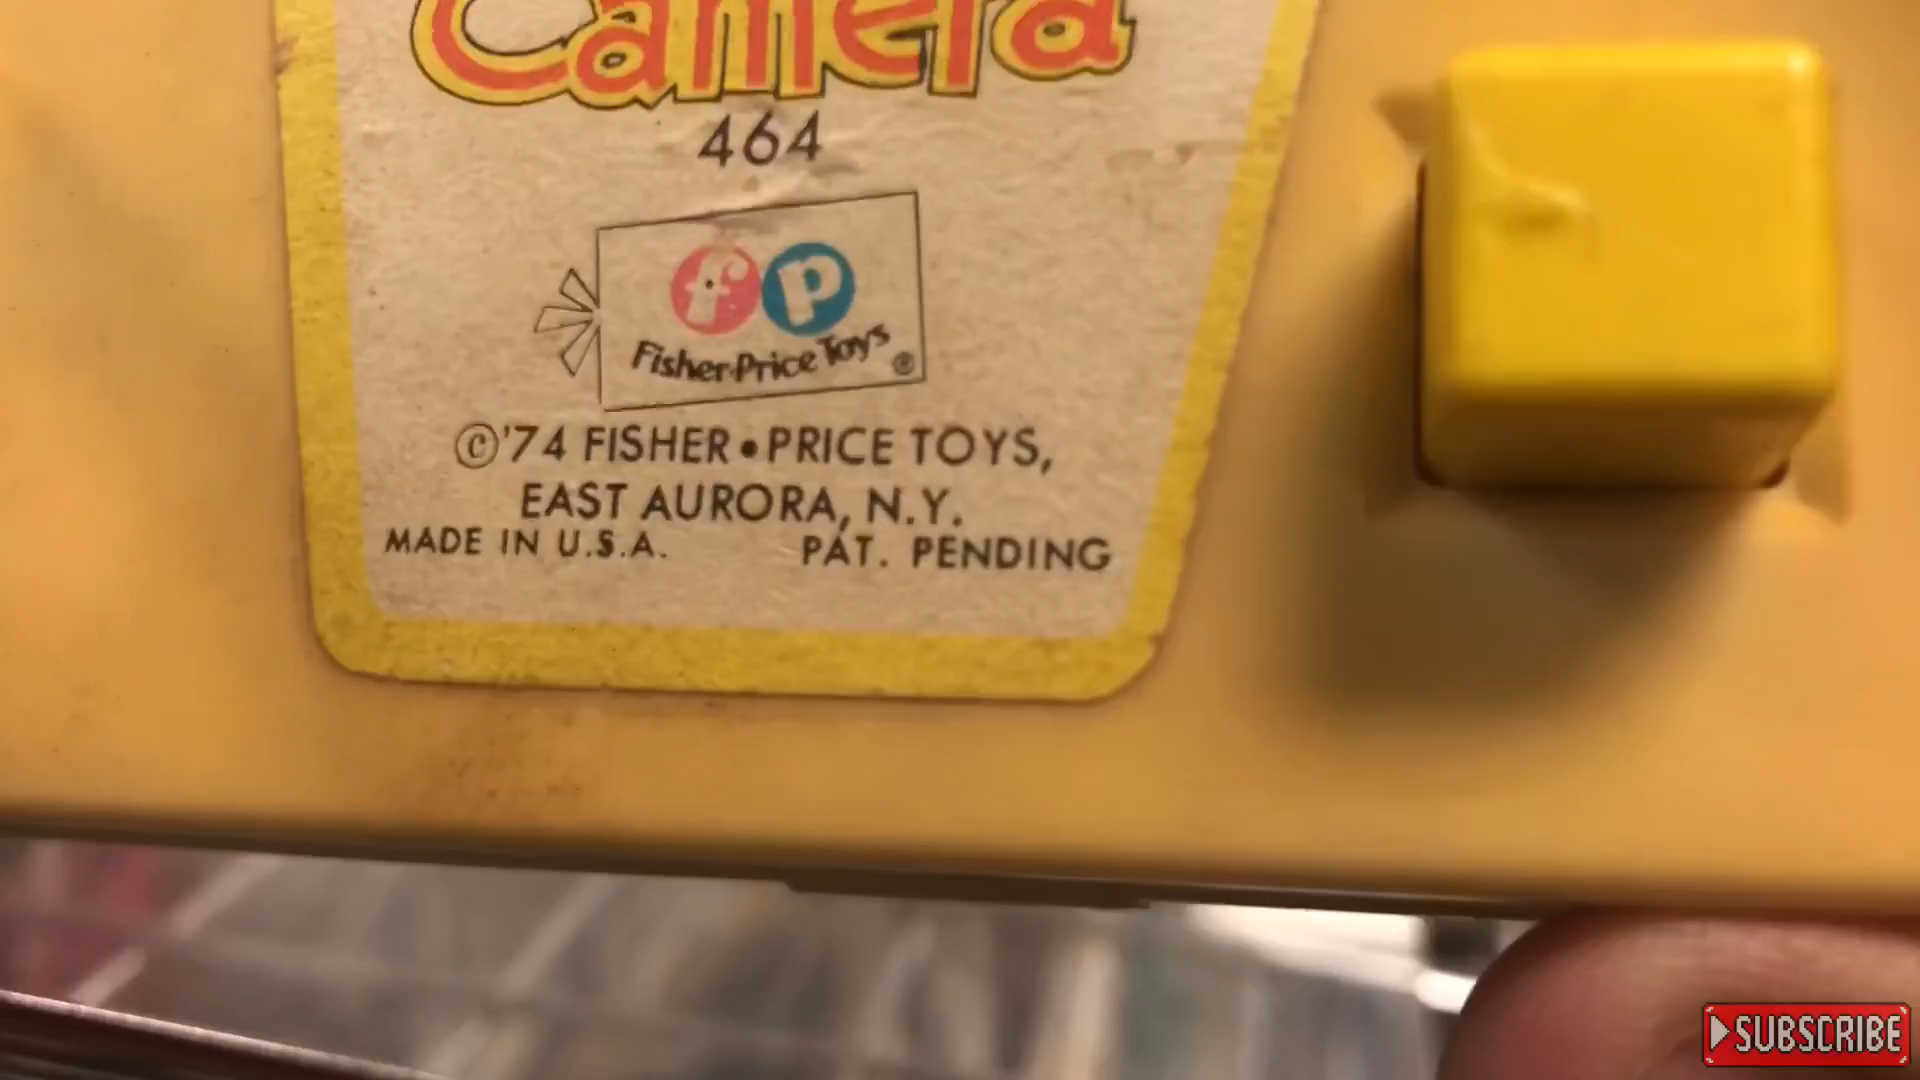 Camera
464
fp
Fisher-Price Toys ®
©'74 FISHER•PRICE TOYS,
EAST AURORA, N.Y.
MADE IN U.S.A. PAT. PENDING
SUBSCRIBE